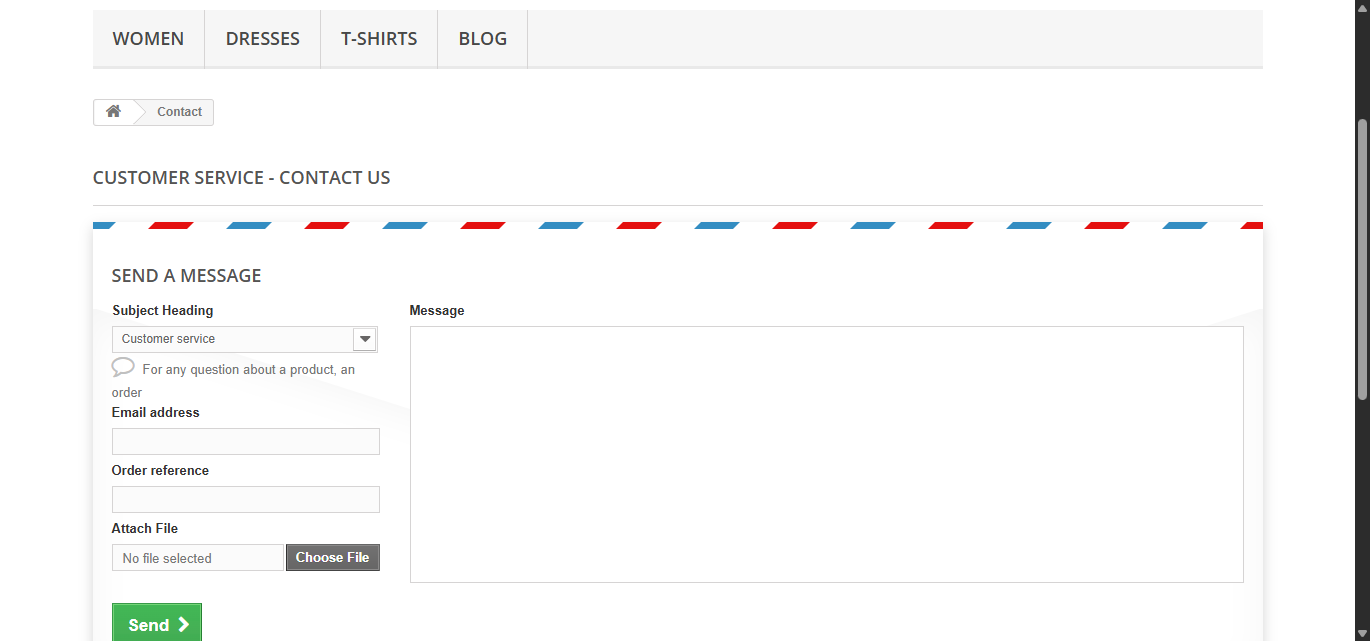 WOMEN DRESSES T-SHIRTS BLOG
Contact
CUSTOMER SERVICE - CONTACT US
SEND A MESSAGE
Subject Heading
Customer service
For any question about a product, an
order
Email address
Order reference
Attach File
No file selected Choose File
Message
Send